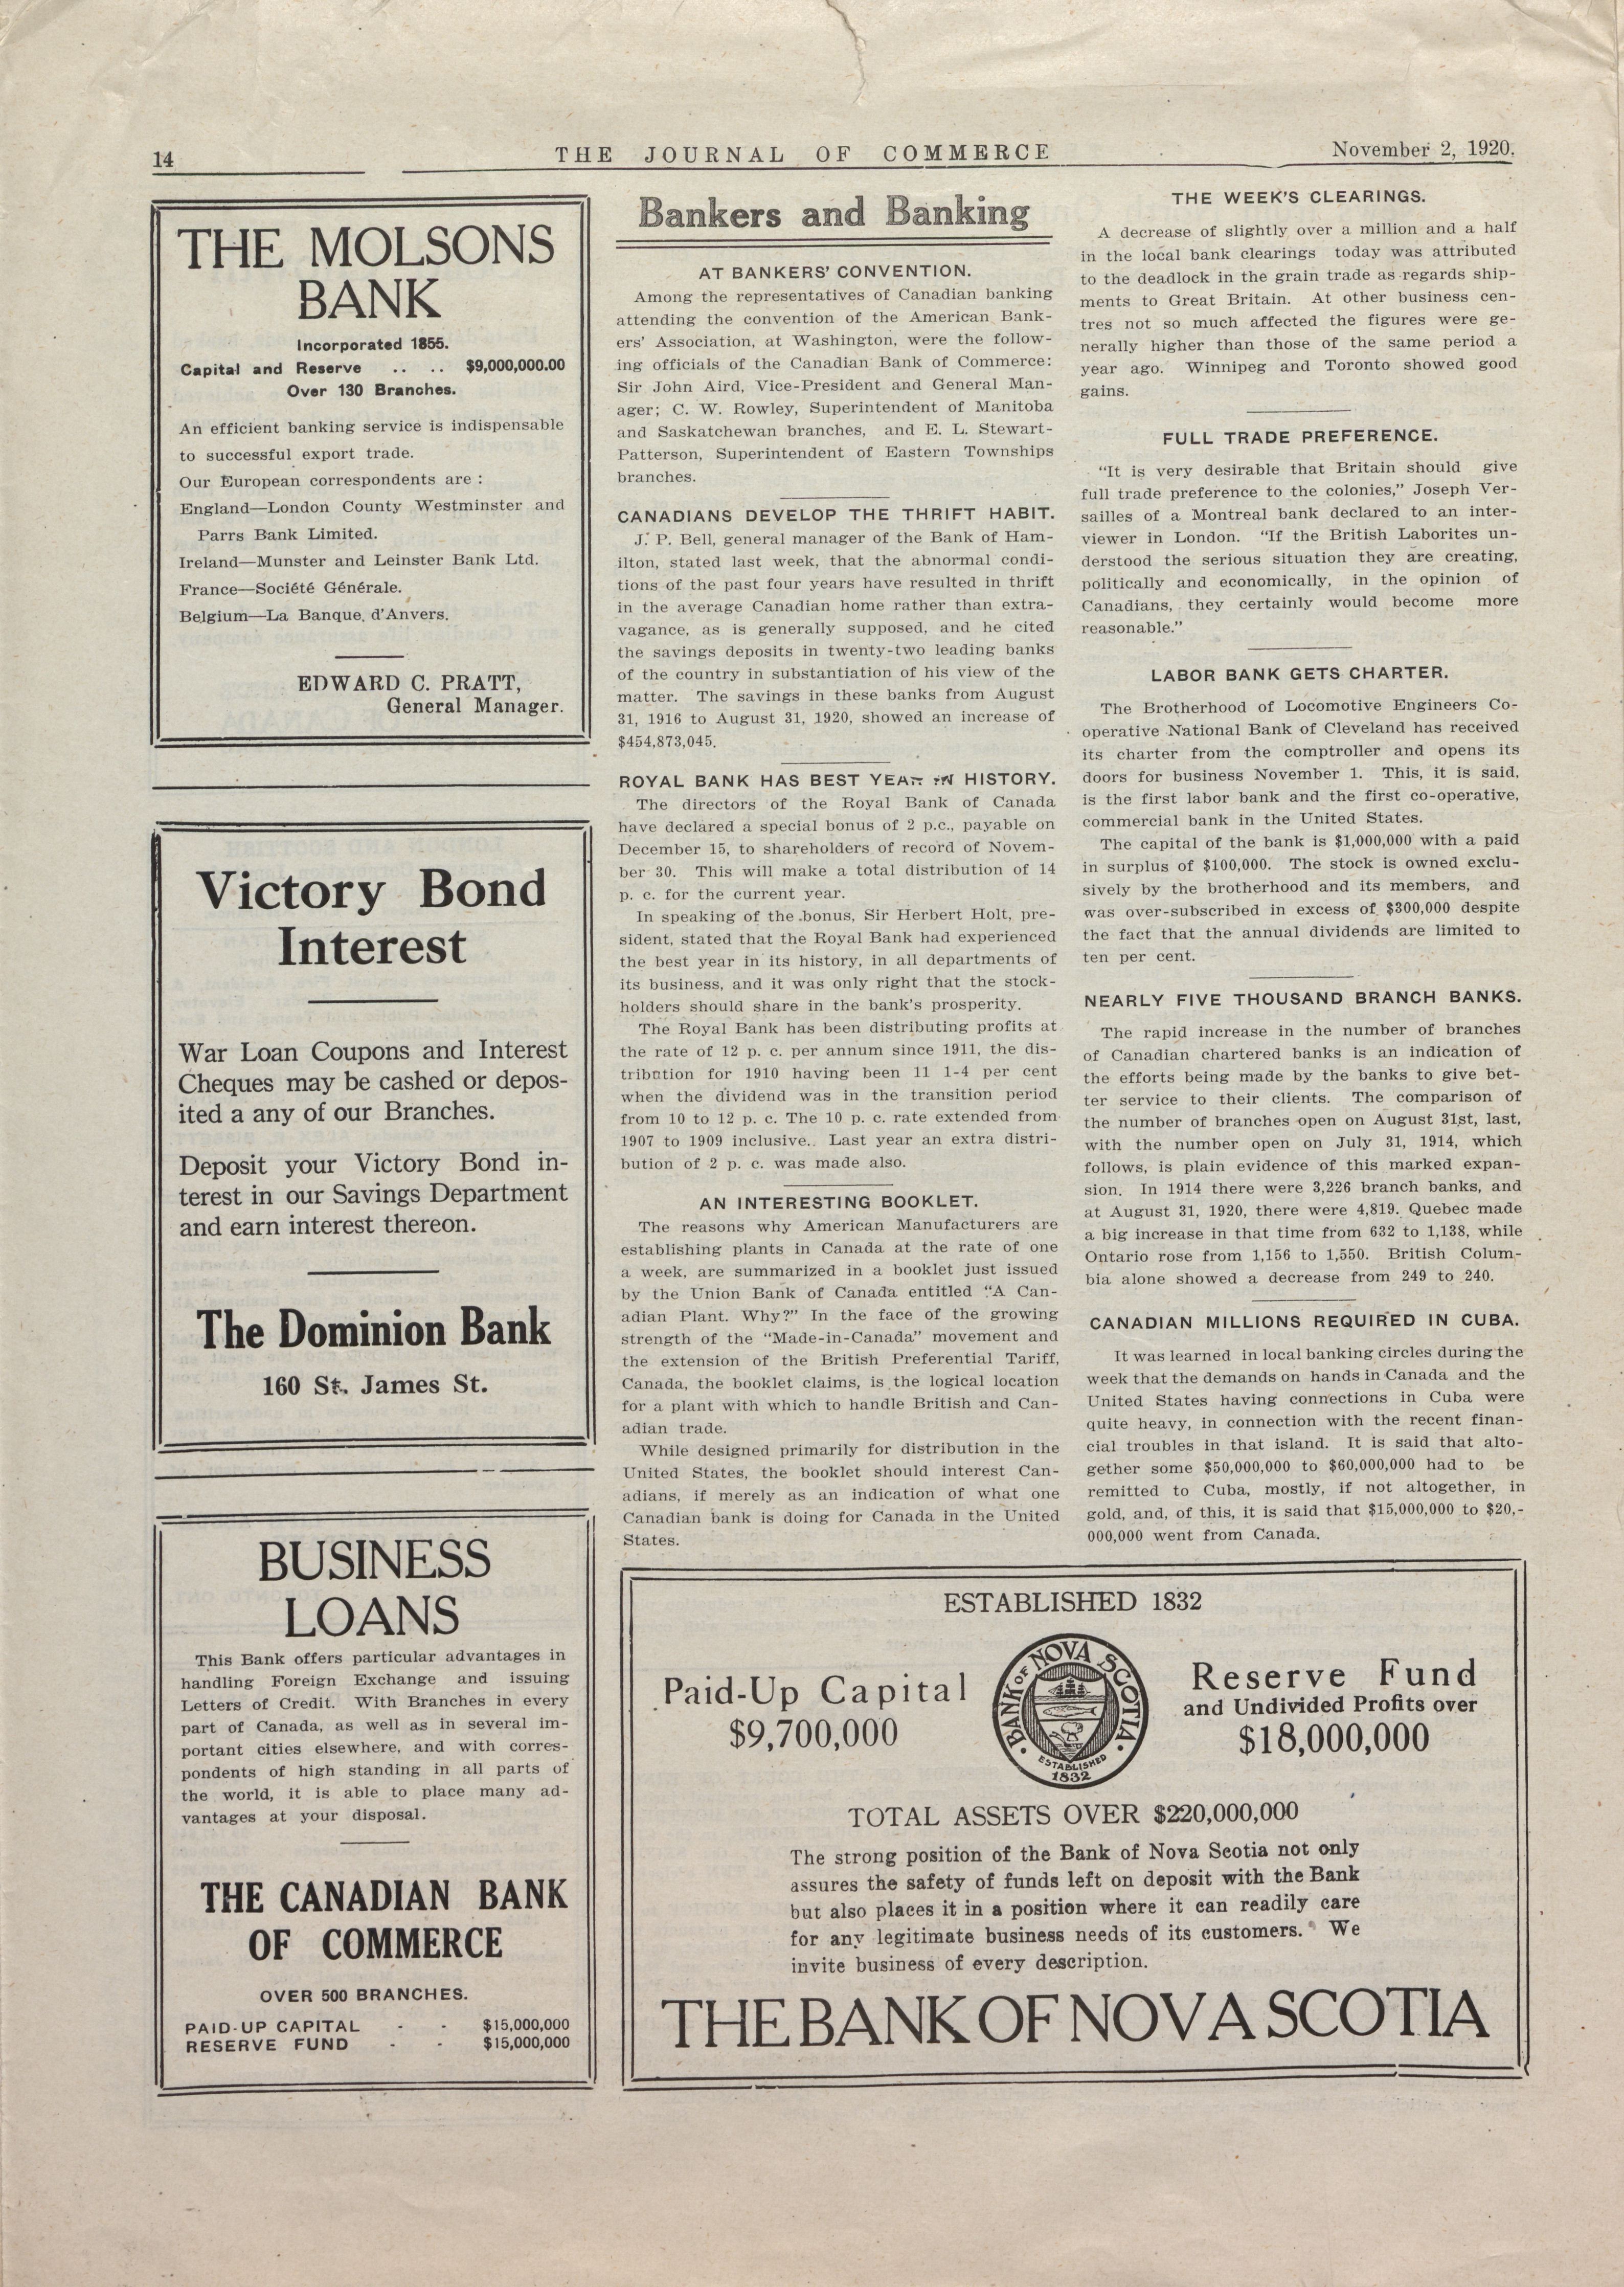 14
THE JOURNAL OF COMMERCE
November 2, 1920.
THE MOLSONS
BANK
Incorporated 1855.
Capital and Reserve .. .. $9,000,000.00
Over 130 Branches.
An efficient banking service is indispensable
to successful export trade.
Our European correspondents are :
England—London County Westminster and
Parrs Bank Limited.
Ireland—Munster and Leinster Bank Ltd.
France—Société Générale.
Belgium—La Banque d'Anvers.
EDWARD C. PRATT,
General Manager.
Victory Bond
Interest
War Loan Coupons and Interest
Cheques may be cashed or depos-
ited a any of our Branches.
Deposit your Victory Bond in-
terest in our Savings Department
and earn interest thereon.
The Dominion Bank
160 St. James St.
BUSINESS
LOANS
This Bank offers particular advantages in
handling Foreign Exchange and issuing
Letters of Credit. With Branches in every
part of Canada, as well as in several im-
portant cities elsewhere, and with corres-
pondents of high standing in all parts of
the world, it is able to place many ad-
vantages at your disposal.
THE CANADIAN BANK
OF COMMERCE
OVER 500 BRANCHES.
PAID-UP CAPITAL - - $15,000,000
RESERVE FUND - - $15,000,000
Bankers and Banking
AT BANKERS' CONVENTION.
Among the representatives of Canadian banking
attending the convention of the American Bank-
ers' Association, at Washington, were the follow-
ing officials of the Canadian Bank of Commerce:
Sir John Aird, Vice-President and General Man-
ager; C. W. Rowley, Superintendent of Manitoba
and Saskatchewan branches, and E. L. Stewart-
Patterson, Superintendent of Eastern Townships
branches.
CANADIANS DEVELOP THE THRIFT HABIT.
J. P. Bell, general manager of the Bank of Ham-
ilton, stated last week, that the abnormal condi-
tions of the past four years have resulted in thrift
in the average Canadian home rather than extra-
vagance, as is generally supposed, and he cited
the savings deposits in twenty-two leading banks
of the country in substantiation of his view of the
matter. The savings in these banks from August
31, 1916 to August 31, 1920, showed an increase of
$454,873,045.
ROYAL BANK HAS BEST YEAR IN HISTORY.
The directors of the Royal Bank of Canada
have declared a special bonus of 2 p.c., payable on
December 15, to shareholders of record of Novem-
ber 30. This will make a total distribution of 14
p. c. for the current year.
In speaking of the bonus, Sir Herbert Holt, pre-
sident, stated that the Royal Bank had experienced
the best year in its history, in all departments of
its business, and it was only right that the stock-
holders should share in the bank's prosperity.
The Royal Bank has been distributing profits at
the rate of 12 p. c. per annum since 1911, the dis-
tribution for 1910 having been 11 1-4 per cent
when the dividend was in the transition period
from 10 to 12 p. c. The 10 p. c. rate extended from
1907 to 1909 inclusive. Last year an extra distri-
bution of 2 p. c. was made also.
AN INTERESTING BOOKLET.
The reasons why American Manufacturers are
establishing plants in Canada at the rate of one
a week, are summarized in a booklet just issued
by the Union Bank of Canada entitled "A Can-
adian Plant. Why?" In the face of the growing
strength of the "Made-in-Canada" movement and
the extension of the British Preferential Tariff,
Canada, the booklet claims, is the logical location
for a plant with which to handle British and Can-
adian trade.
While designed primarily for distribution in the
United States, the booklet should interest Can-
adians, if merely as an indication of what one
Canadian bank is doing for Canada in the United
States.
THE WEEK'S CLEARINGS.
A decrease of slightly over a million and a half
in the local bank clearings today was attributed
to the deadlock in the grain trade as regards ship-
ments to Great Britain. At other business cen-
tres not so much affected the figures were ge-
nerally higher than those of the same period a
year ago. Winnipeg and Toronto showed good
gains.
FULL TRADE PREFERENCE.
"It is very desirable that Britain should give
full trade preference to the colonies," Joseph Ver-
sailles of a Montreal bank declared to an inter-
viewer in London. "If the British Laborites un-
derstood the serious situation they are creating,
politically and economically, in the opinion of
Canadians, they certainly would become more
reasonable."
LABOR BANK GETS CHARTER.
The Brotherhood of Locomotive Engineers Co-
operative National Bank of Cleveland has received
its charter from the comptroller and opens its
doors for business November 1. This, it is said,
is the first labor bank and the first co-operative,
commercial bank in the United States.
The capital of the bank is $1,000,000 with a paid
in surplus of $100,000. The stock is owned exclu-
sively by the brotherhood and its members, and
was over-subscribed in excess of $300,000 despite
the fact that the annual dividends are limited to
ten per cent.
NEARLY FIVE THOUSAND BRANCH BANKS.
The rapid increase in the number of branches
of Canadian chartered banks is an indication of
the efforts being made by the banks to give bet-
ter service to their clients. The comparison of
the number of branches open on August 31st, last,
with the number open on July 31, 1914, which
follows, is plain evidence of this marked expan-
sion. In 1914 there were 3,226 branch banks, and
at August 31, 1920, there were 4,819. Quebec made
a big increase in that time from 632 to 1,138, while
Ontario rose from 1,156 to 1,550. British Colum-
bia alone showed a decrease from 249 to 240.
CANADIAN MILLIONS REQUIRED IN CUBA.
It was learned in local banking circles during the
week that the demands on hands in Canada and the
United States having connections in Cuba were
quite heavy, in connection with the recent finan-
cial troubles in that island. It is said that alto-
gether some $50,000,000 to $60,000,000 had to be
remitted to Cuba, mostly, if not altogether, in
gold, and, of this, it is said that $15,000,000 to $20,-
000,000 went from Canada.
ESTABLISHED 1832
Paid-Up Capital
$9,700,000
BANK OF NOVA SCOTIA
ESTABLISHED
1832
Reserve Fund
and Undivided Profits over
$18,000,000
TOTAL ASSETS OVER $220,000,000
The strong position of the Bank of Nova Scotia not only
assures the safety of funds left on deposit with the Bank
but also places it in a position where it can readily care
for any legitimate business needs of its customers. We
invite business of every description.
THE BANK OF NOVA SCOTIA